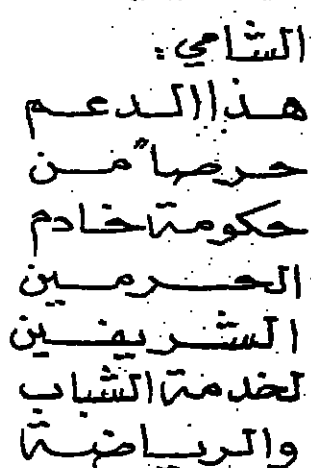 الشامي:
هذا الدعم
حرصاً من
حكومة خادم
الحرمين
الشريفين
لخدمة الشباب
والرياضة